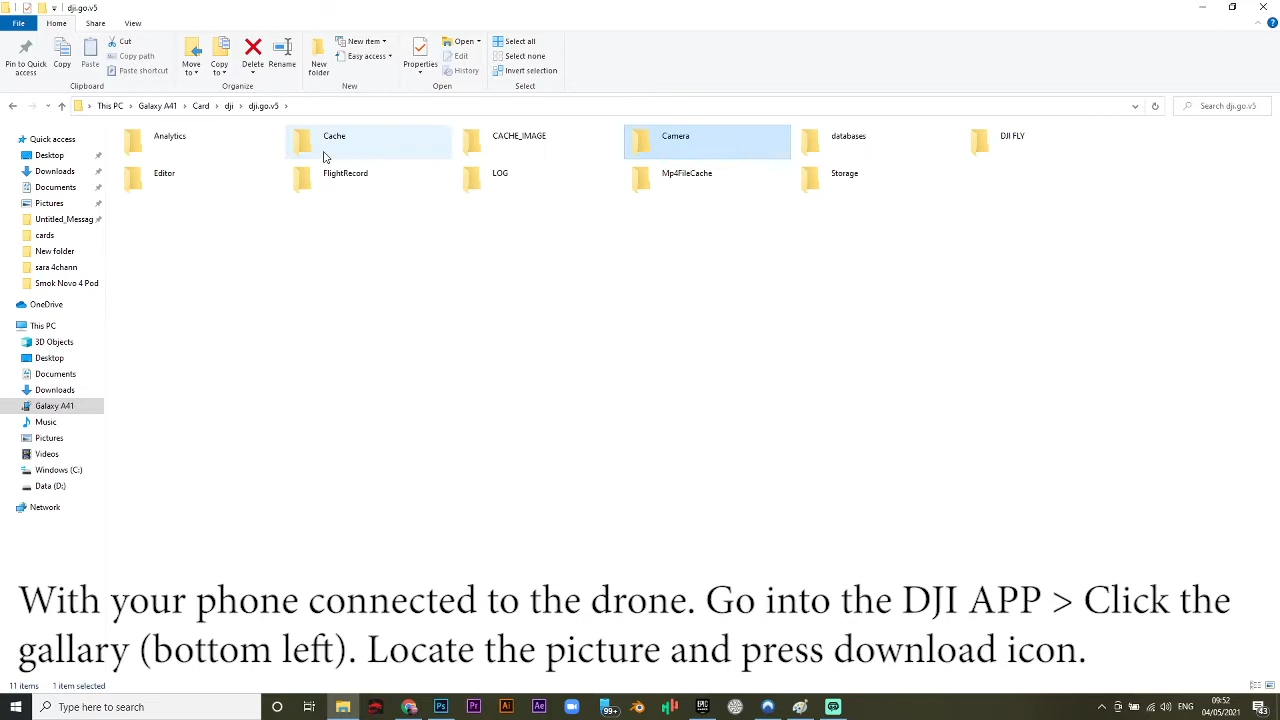 dji.go.v5
File Home Share View
Pin to Quick access
Copy
Paste
Cut
Copy path
Paste shortcut
Clipboard
Move to
Copy to
Delete
Rename
Organize
New folder
New item
Easy access
New
Properties
Open
Edit
History
Open
Select all
Select none
Invert selection
Select
This PC > Galaxy A41 > Card > dji > dji.go.v5 >
Search dji.go.v5
Quick access
Desktop
Downloads
Documents
Pictures
Untitled_Messag
cards
New folder
sara 4chann
Smok Novo 4 Pod
OneDrive
This PC
3D Objects
Desktop
Documents
Downloads
Galaxy A41
Music
Pictures
Videos
Windows (C:)
Data (D:)
Network
Analytics Cache CACHE_IMAGE Camera databases DJI FLY
Editor FlightRecord LOG Mp4FileCache Storage
With your phone connected to the drone. Go into the DJI APP > Click the
gallary (bottom left). Locate the picture and press download icon.
11 items 1 item selected
Type here to search
99+
09:52
04/05/2021